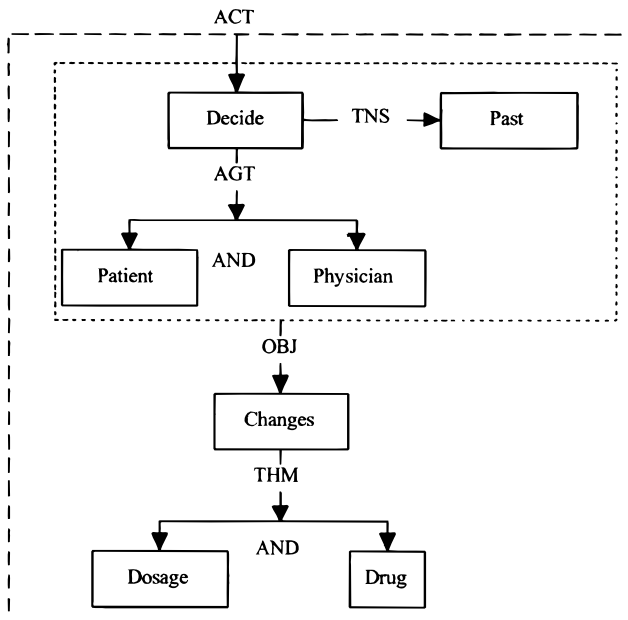 ACT
Decide
TNS
Past
AGT
Patient
AND
Physician
OBJ
Changes
THM
AND
Dosage
Drug